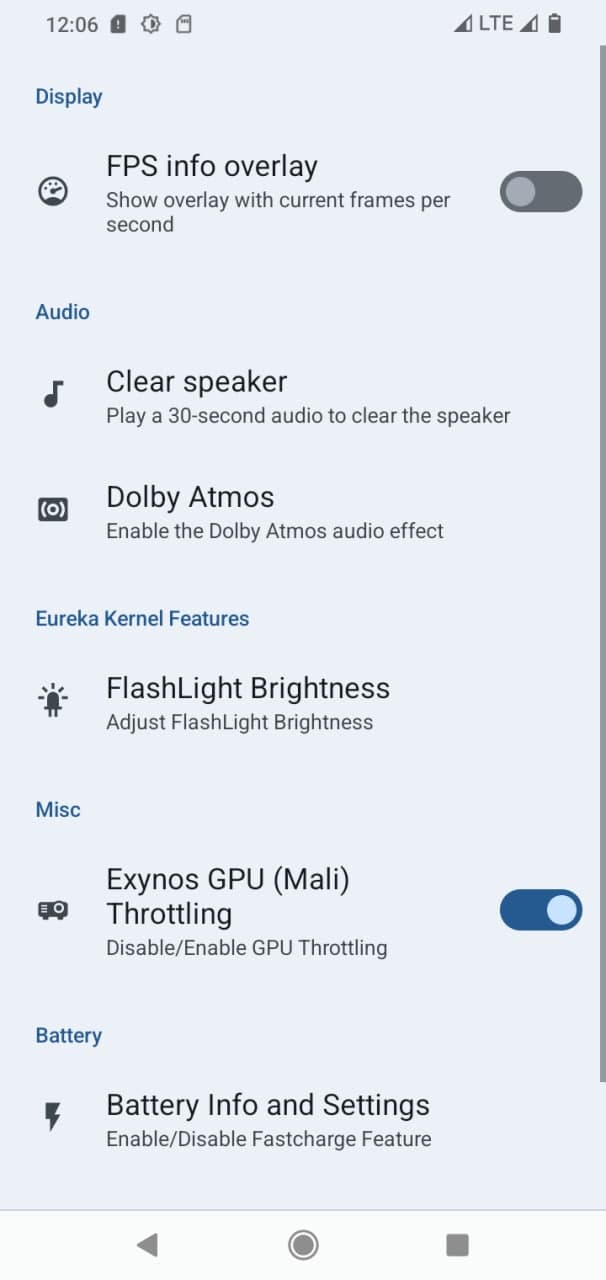 12:06 LTE
Display
FPS info overlay
Show overlay with current frames per
second
Audio
Clear speaker
Play a 30-second audio to clear the speaker
Dolby Atmos
Enable the Dolby Atmos audio effect
Eureka Kernel Features
FlashLight Brightness
Adjust FlashLight Brightness
Misc
Exynos GPU (Mali)
Throttling
Disable/Enable GPU Throttling
Battery
Battery Info and Settings
Enable/Disable Fastcharge Feature